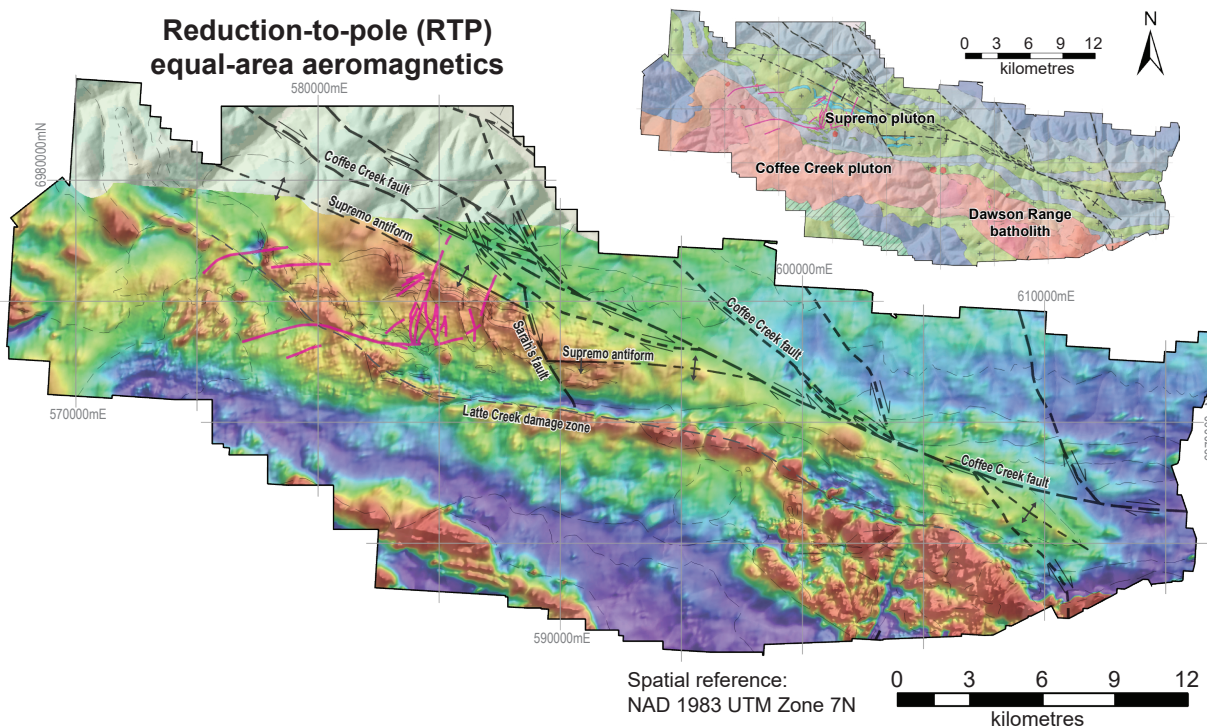 Reduction-to-pole (RTP)
equal-area aeromagnetics
N
0 3 6 9 12
kilometres
580000mE
6980000mN
Supremo pluton
Coffee Creek pluton
Dawson Range
batholith
Coffee Creek fault
Supremo antiform
600000mE
610000mE
Coffee Creek fault
Sarah's fault
Supremo antiform
570000mE
Latte Creek damage zone
Coffee Creek fault
590000mE
Spatial reference:
NAD 1983 UTM Zone 7N
0 3 6 9 12
kilometres